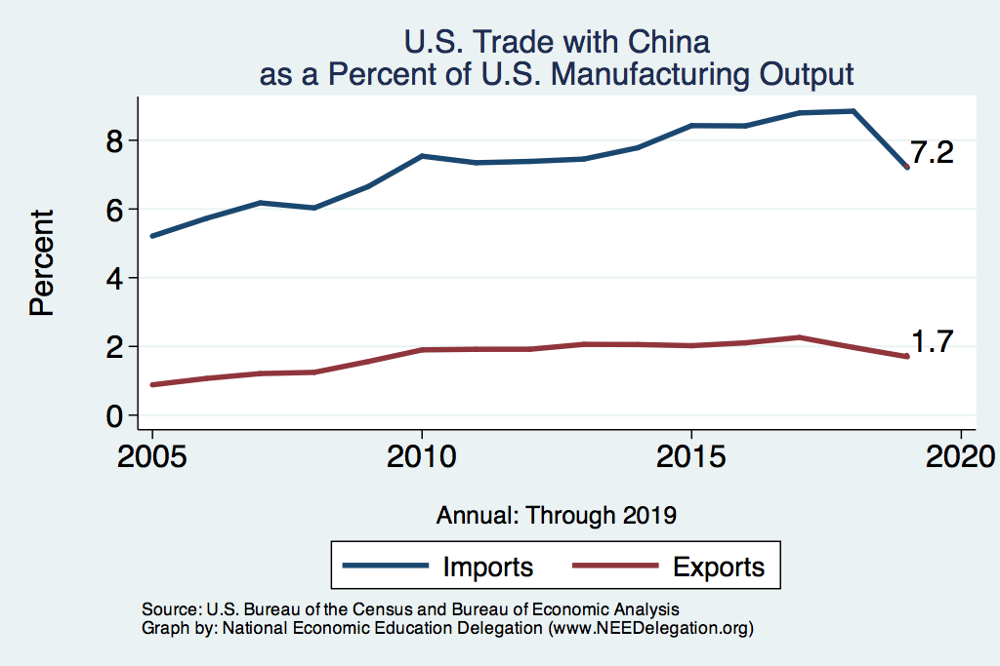 U.S. Trade with China
as a Percent of U.S. Manufacturing Output
Percent
8
6
4
2
0
7.2
1.7
2005 2010 2015 2020
Annual: Through 2019
Imports Exports
Source: U.S. Bureau of the Census and Bureau of Economic Analysis
Graph by: National Economic Education Delegation (www.NEEDelegation.org)